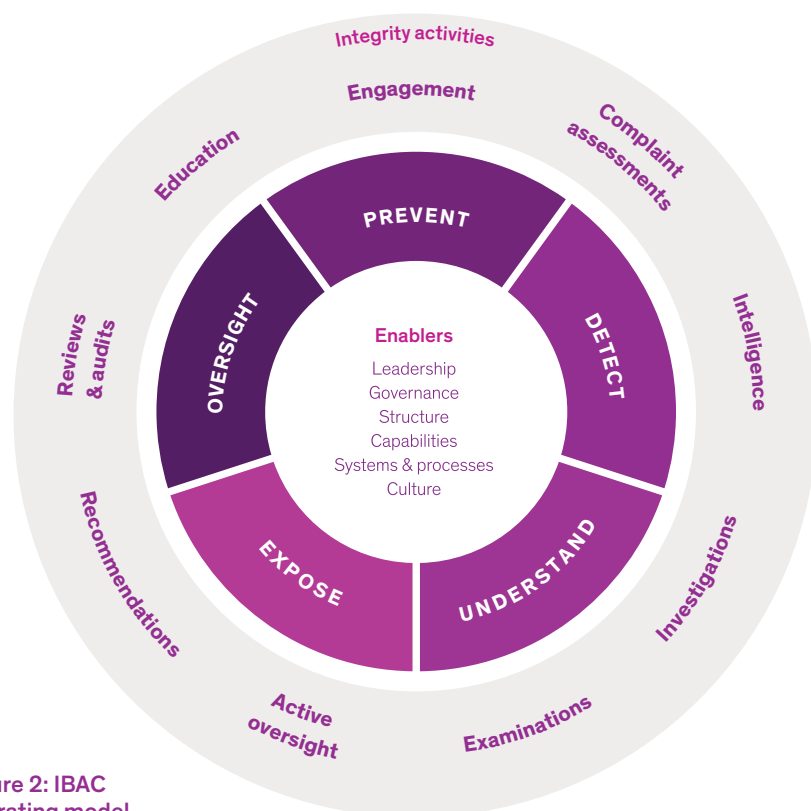 Integrity activities
Engagement
Complaint
assessments
Intelligence
Investigations
Examinations
Active
oversight
Recommendations
Reviews
& audits
Education
PREVENT
DETECT
UNDERSTAND
EXPOSE
OVERSIGHT
Enablers
Leadership
Governance
Structure
Capabilities
Systems & processes
Culture
2: IBAC
model